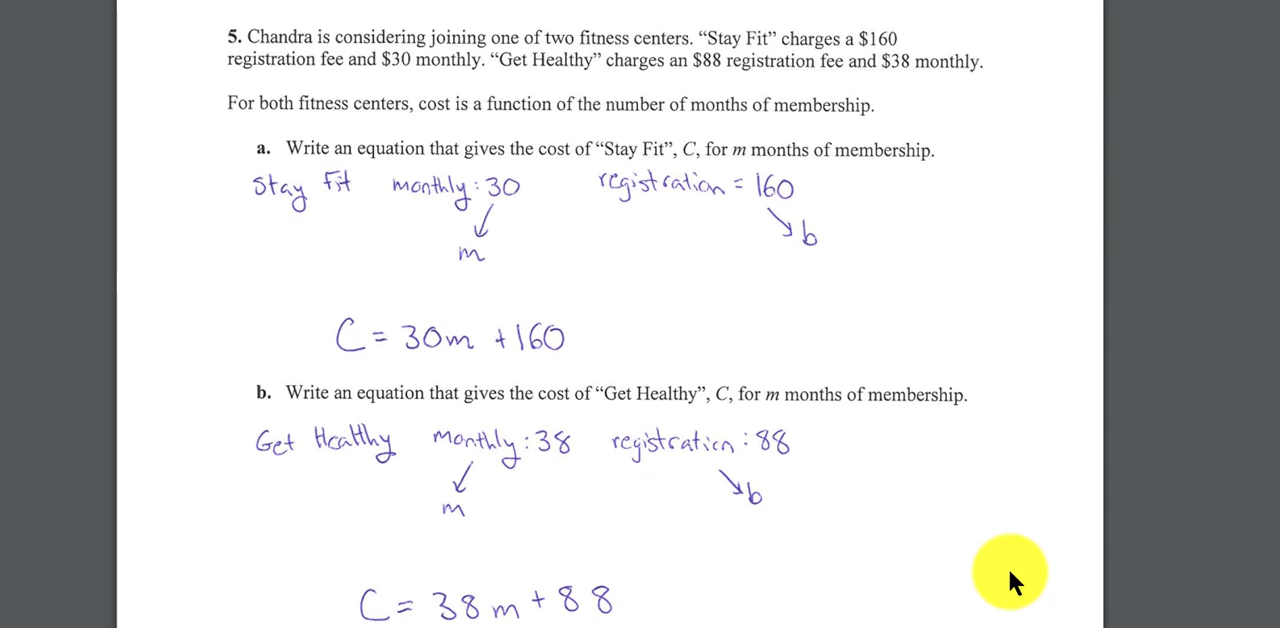 5. Chandra is considering joining one of two fitness centers. “Stay Fit” charges a $160
registration fee and $30 monthly. “Get Healthy” charges an $88 registration fee and $38 monthly.
For both fitness centers, cost is a function of the number of months of membership.
a. Write an equation that gives the cost of “Stay Fit”, C, for m months of membership.
Stay Fit monthly: 30 registration = 160
↙ ↘ b
m
C = 30m + 160
b. Write an equation that gives the cost of “Get Healthy”, C, for m months of membership.
Get Healthy monthly: 38 registration: 88
↙ ↘ b
m
C = 38m + 88